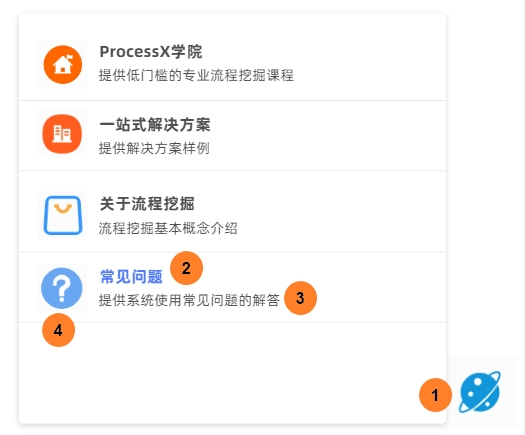 ProcessX学院
提供低门槛的专业流程挖掘课程
一站式解决方案
提供解决方案样例
关于流程挖掘
流程挖掘基本概念介绍
常见问题
2
提供系统使用常见问题的解答
3
?
4
1